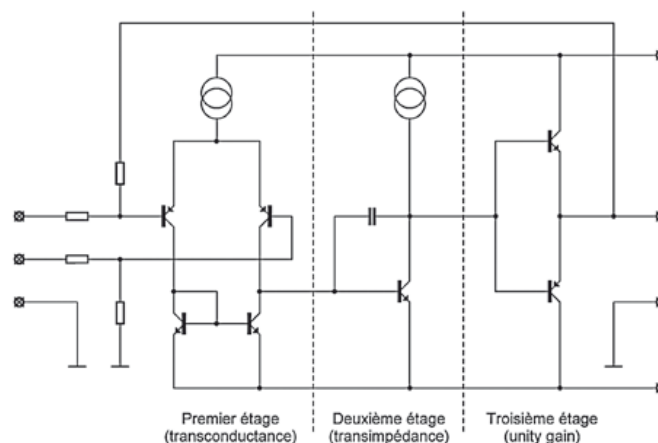 Premier étage
(transconductance)
Deuxième étage
(transimpédance)
Troisième étage
(unity gain)